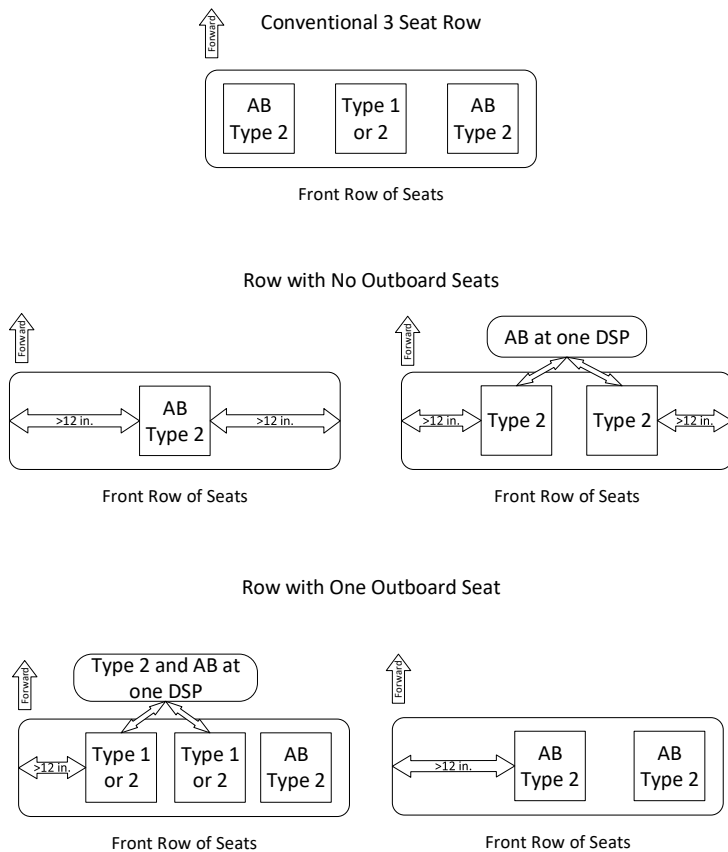 Forward
Conventional 3 Seat Row
AB
Type 2
Type 1
or 2
AB
Type 2
Front Row of Seats
Row with No Outboard Seats
Forward
>12 in.
AB
Type 2
>12 in.
Front Row of Seats
Forward
AB at one DSP
>12 in.
Type 2
Type 2
>12 in.
Front Row of Seats
Row with One Outboard Seat
Forward
Type 2 and AB at
one DSP
>12 in.
Type 1
or 2
Type 1
or 2
AB
Type 2
Front Row of Seats
Forward
>12 in.
AB
Type 2
AB
Type 2
Front Row of Seats